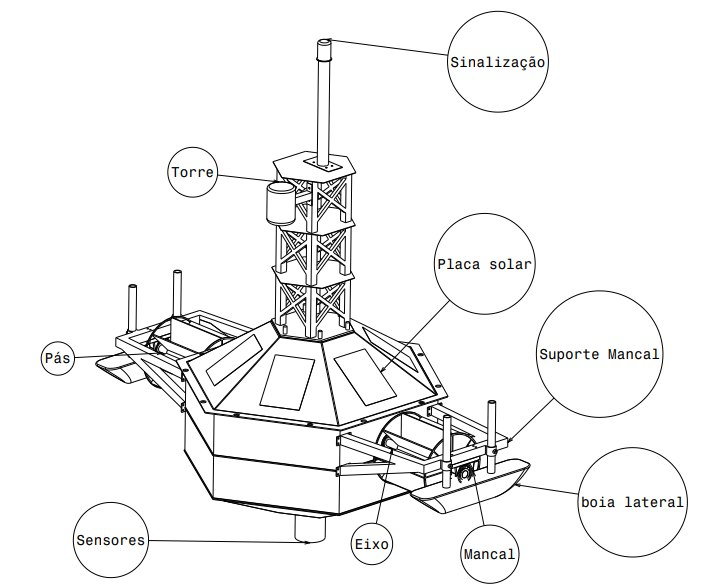 Sinalização
Torre
Placa solar
Pás
Suporte Mancal
boia lateral
Sensores
Eixo
Mancal